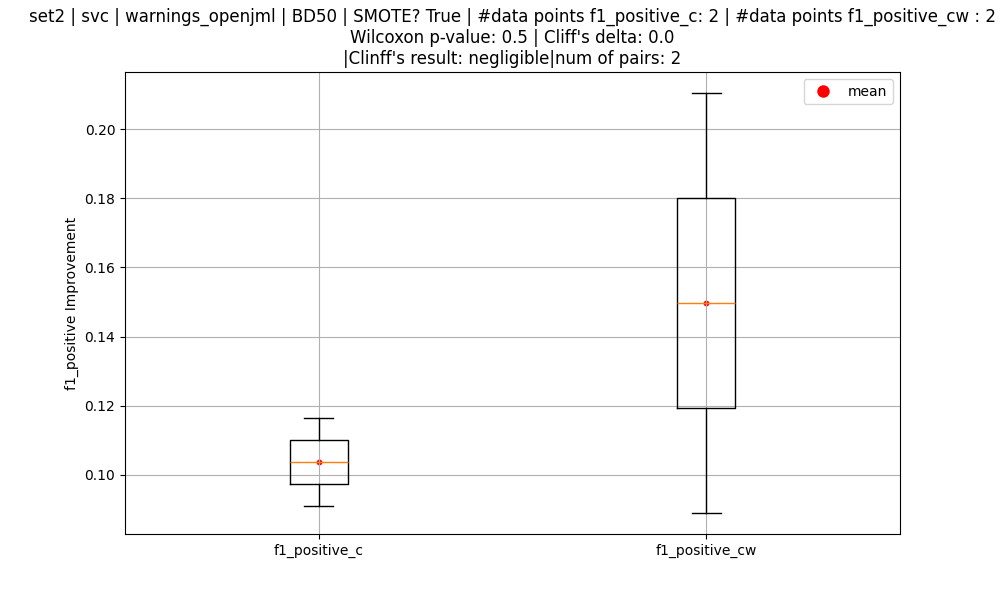 set2 | svc | warnings_openjml | BD50 | SMOTE? True | #data points f1_positive_c: 2 | #data points f1_positive_cw : 2
Wilcoxon p-value: 0.5 | Cliff's delta: 0.0
|Clinff's result: negligible|num of pairs: 2
mean
0.20
0.18
0.16
0.14
0.12
0.10
f1_positive Improvement
f1_positive_c
f1_positive_cw